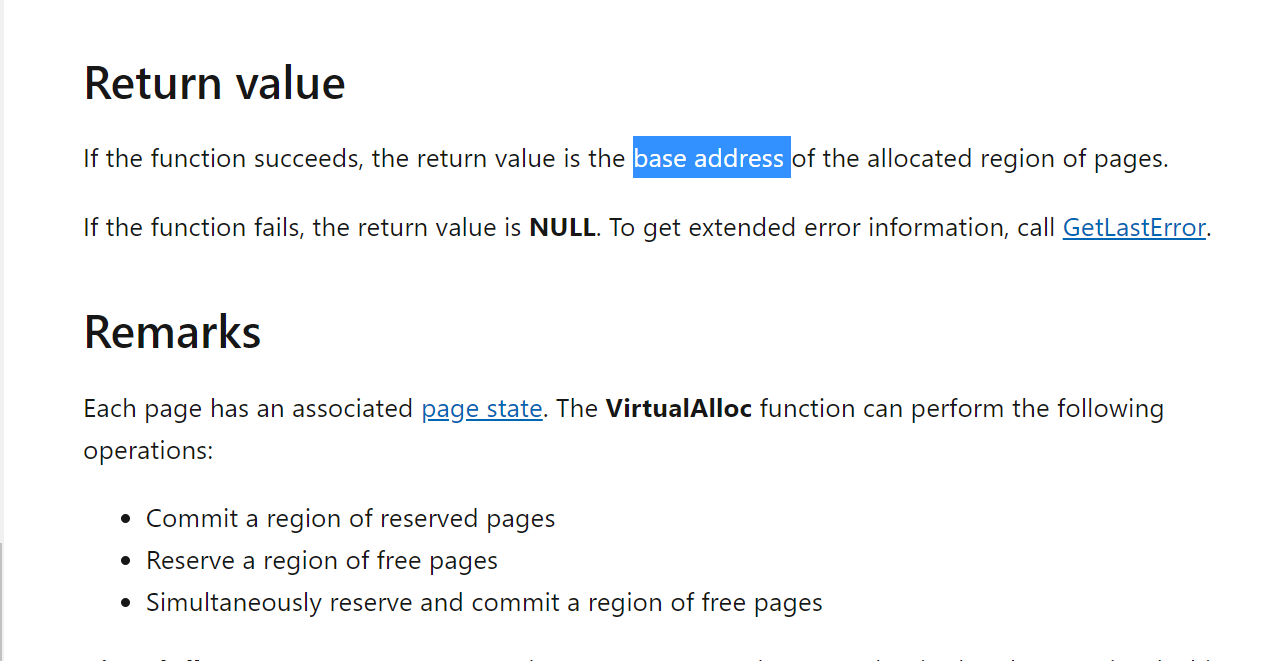 Return value
If the function succeeds, the return value is the base address of the allocated region of pages.
If the function fails, the return value is NULL. To get extended error information, call GetLastError.
Remarks
Each page has an associated page state. The VirtualAlloc function can perform the following
operations:
• Commit a region of reserved pages
• Reserve a region of free pages
• Simultaneously reserve and commit a region of free pages